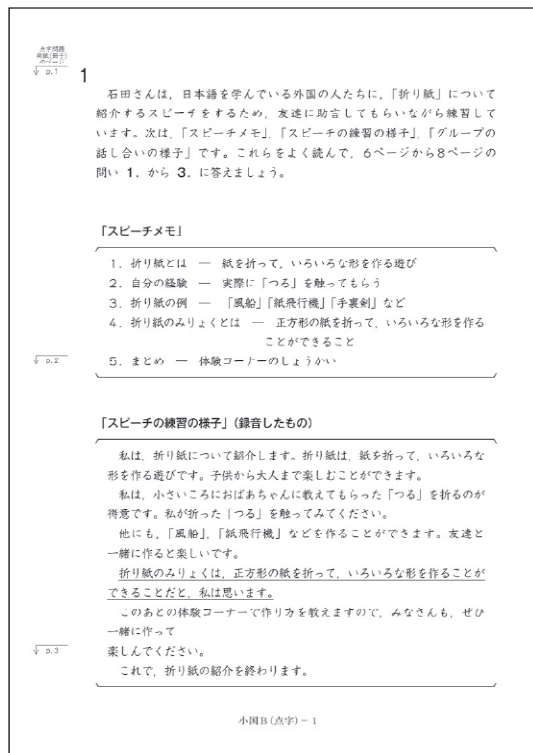 点字問題
用紙(冊子)
のページ
p.1
1
石田さんは，日本語を学んでいる外国の人たちに，「折り紙」について
紹介するスピーチをするため，友達に助言してもらいながら練習して
います。次は，「スピーチメモ」，「スピーチの練習の様子」，「グループの
話し合いの様子」です。これらをよく読んで，6ページから8ページの
問い 1．から 3．に答えましょう。
「スピーチメモ」
1．折り紙とは ― 紙を折って，いろいろな形を作る遊び
2．自分の経験 ― 実際に「つる」を触ってもらう
3．折り紙の例 ― 「風船」「紙飛行機」「手裏剣」など
4．折り紙のみりょくとは ― 正方形の紙を折って，いろいろな形を作る
ことができること
p.2
5．まとめ ― 体験コーナーのしょうかい
「スピーチの練習の様子」（録音したもの）
私は，折り紙について紹介します。折り紙は，紙を折って，いろいろな
形を作る遊びです。子供から大人まで楽しむことができます。
私は，小さいころにおばあちゃんに教えてもらった「つる」を折るのが
得意です。私が折った「つる」を触ってみてください。
他にも，「風船」，「紙飛行機」などを作ることができます。友達と
一緒に作ると楽しいです。
折り紙のみりょくは，正方形の紙を折って，いろいろな形を作ることが
できることだと，私は思います。
このあとの体験コーナーで作り方を教えますので，みなさんも，ぜひ
一緒に作って
p.3
楽しんでください。
これで，折り紙の紹介を終わります。
小国B（点字）－1